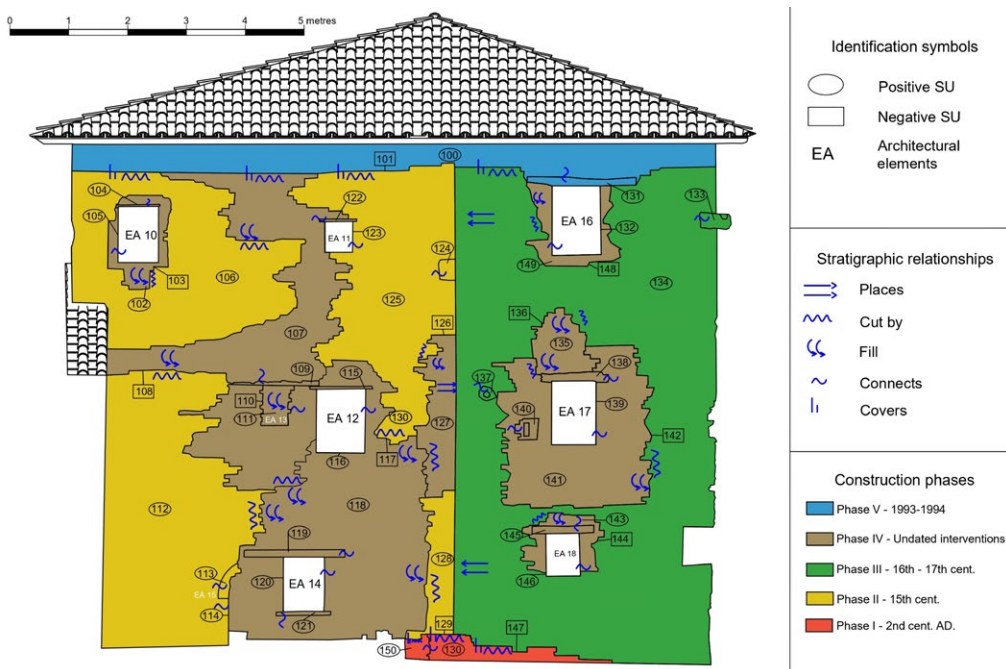 0 1 2 3 4 5 metres
100
101
104
105
EA 10
103
102
106
122
EA 11
123
124
125
131
EA 16
132
133
149
148
134
107
108
109
110
111
EA 13
115
EA 12
116
117
130
126
127
136
135
137
138
EA 17
139
140
141
142
112
118
119
113
EA 15
114
120
EA 14
121
128
129
150
130
147
143
145
144
EA 18
146
Identification symbols
Positive SU
Negative SU
EA Architectural
elements
Stratigraphic relationships
Places
Cut by
Fill
Connects
Covers
Construction phases
Phase V - 1993-1994
Phase IV - Undated interventions
Phase III - 16th - 17th cent.
Phase II - 15th cent.
Phase I - 2nd cent. AD.